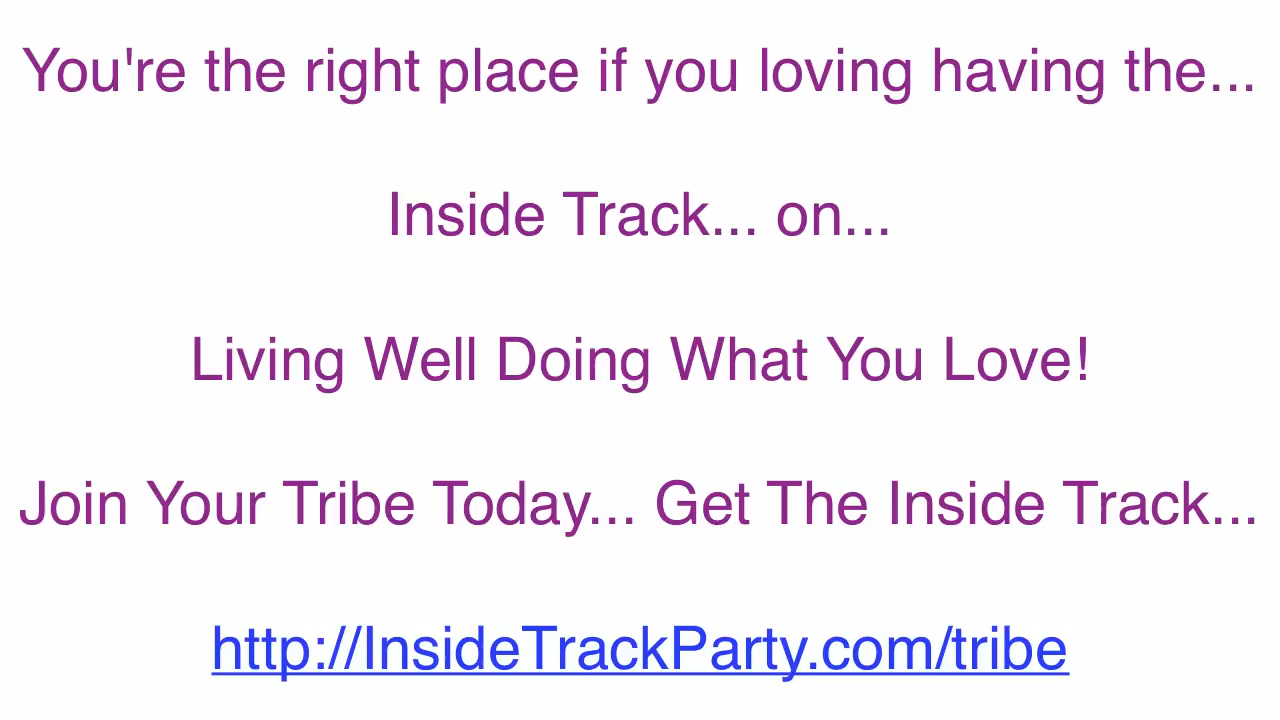 You're the right place if you loving having the...
Inside Track... on...
Living Well Doing What You Love!
Join Your Tribe Today... Get The Inside Track...
http://InsideTrackParty.com/tribe